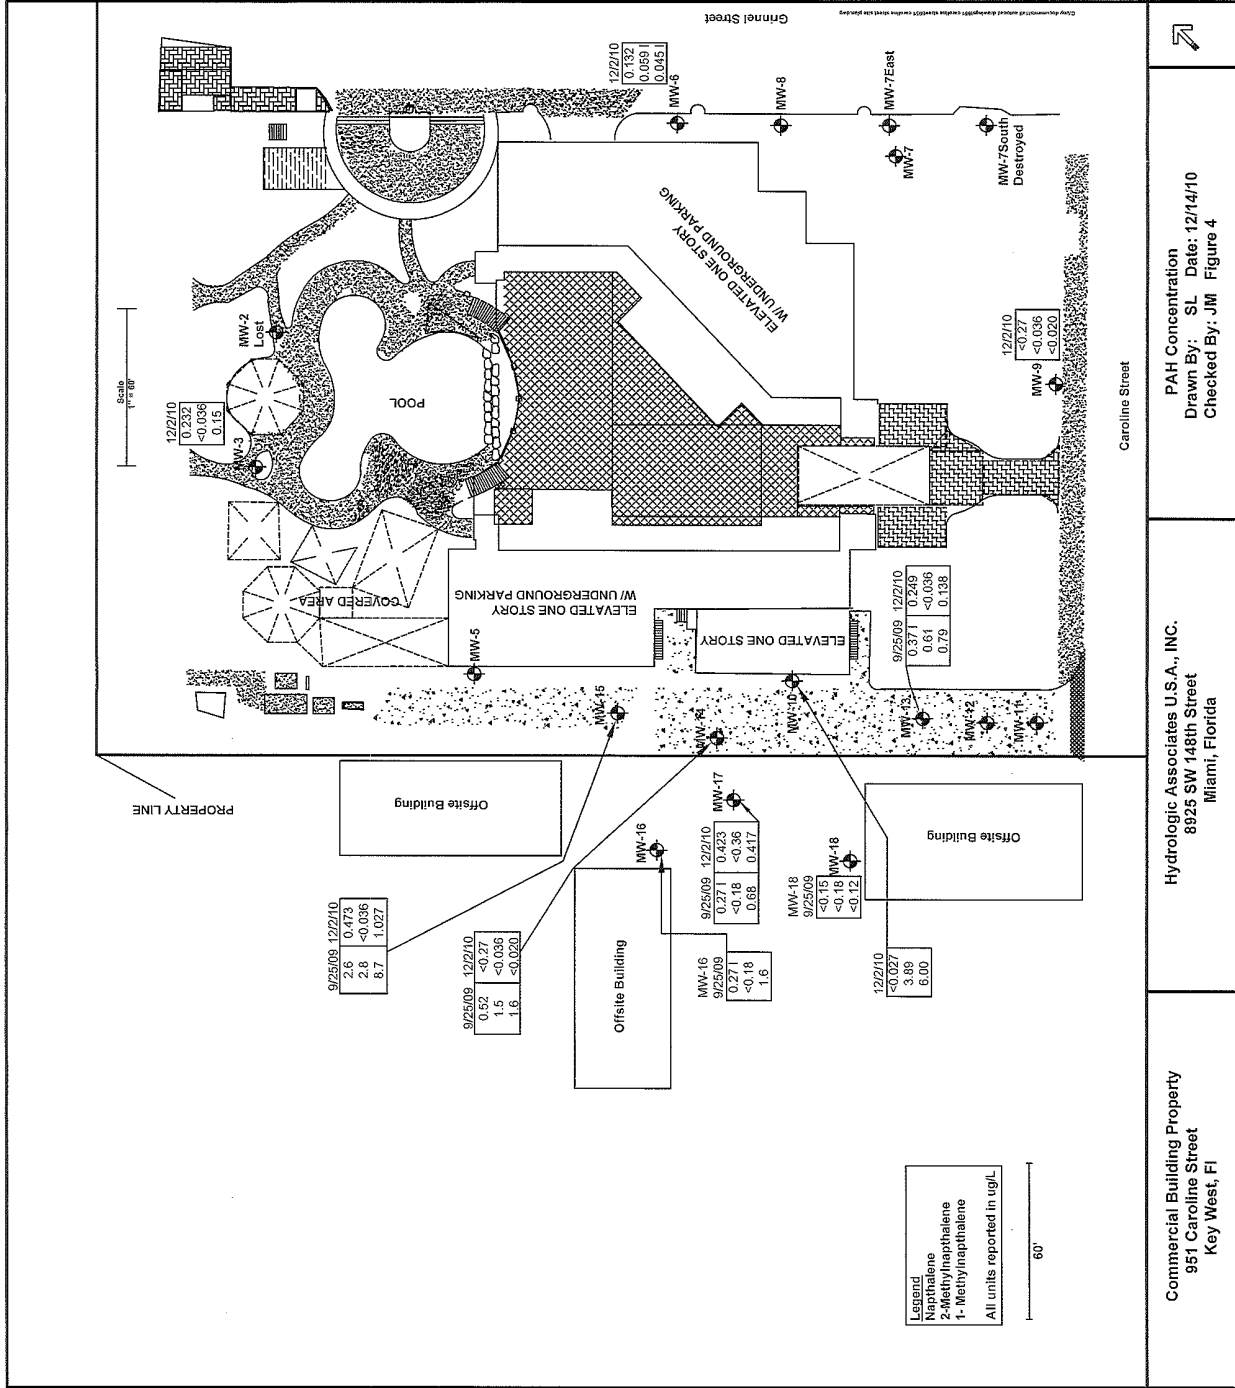 Grinnel Street
Scale
1" = 60'
12/2/10
0.132
0.059 I
0.045 I
MW-6
MW-8
MW-7East
MW-7
MW-7South
Destroyed
MW-2
Lost
12/2/10
0.232
<0.036
0.15
MW-3
POOL
ELEVATED ONE STORY
W/ UNDERGROUND PARKING
12/2/10
<0.27
<0.036
<0.020
MW-9
Caroline Street
COVERED AREA
ELEVATED ONE STORY
W/ UNDERGROUND PARKING
ELEVATED ONE STORY
9/25/09 12/2/10
0.37 I 0.249
0.61 <0.036
0.79 0.138
MW-5
MW-15
MW-14
MW-10
MW-13
MW-12
MW-11
PROPERTY LINE
Offsite Building
MW-16
MW-17
9/25/09 12/2/10
0.27 I 0.423
<0.18 <0.36
0.68 0.417
MW-18
MW-18
9/25/09
<0.15
<0.18
<0.12
Offsite Building
9/25/09 12/2/10
2.6 0.473
2.8 <0.036
8.7 1.027
9/25/09 12/2/10
0.52 <0.27
1.5 <0.036
1.6 <0.020
Offsite Building
MW-16
9/25/09
0.27 I
<0.18
1.6
12/2/10
<0.027
3.89
6.00
Legend
Napthalene
2-Methylnapthalene
1- Methylnapthalene
All units reported in ug/L
60'
Commercial Building Property
951 Caroline Street
Key West, Fl
Hydrologic Associates U.S.A., INC.
8925 SW 148th Street
Miami, Florida
PAH Concentration
Drawn By: SL Date: 12/14/10
Checked By: JM Figure 4